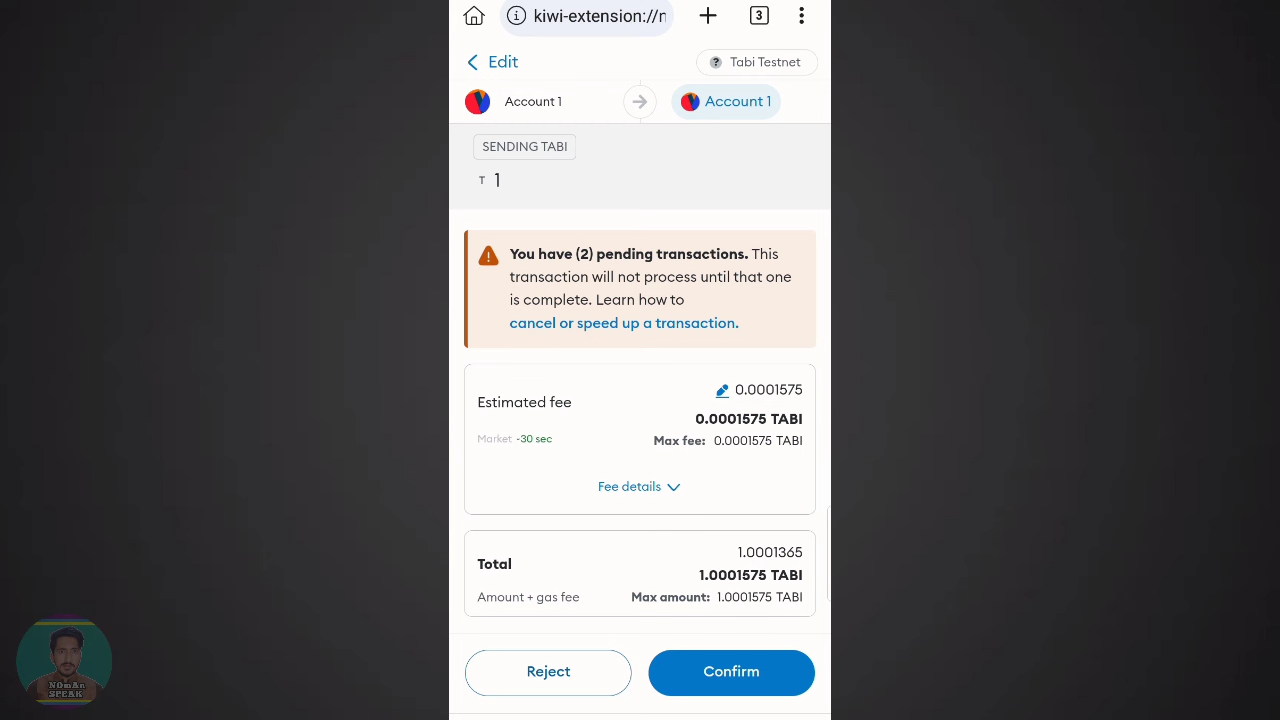 kiwi-extension://n
3
Edit
? Tabi Testnet
Account 1
Account 1
SENDING TABI
T 1
You have (2) pending transactions. This
transaction will not process until that one
is complete. Learn how to
cancel or speed up a transaction.
Estimated fee
0.0001575
0.0001575 TABI
Market ~30 sec
Max fee: 0.0001575 TABI
Fee details
Total
1.0001365
1.0001575 TABI
Amount + gas fee
Max amount: 1.0001575 TABI
Reject
Confirm
NOmAn
SPEAK